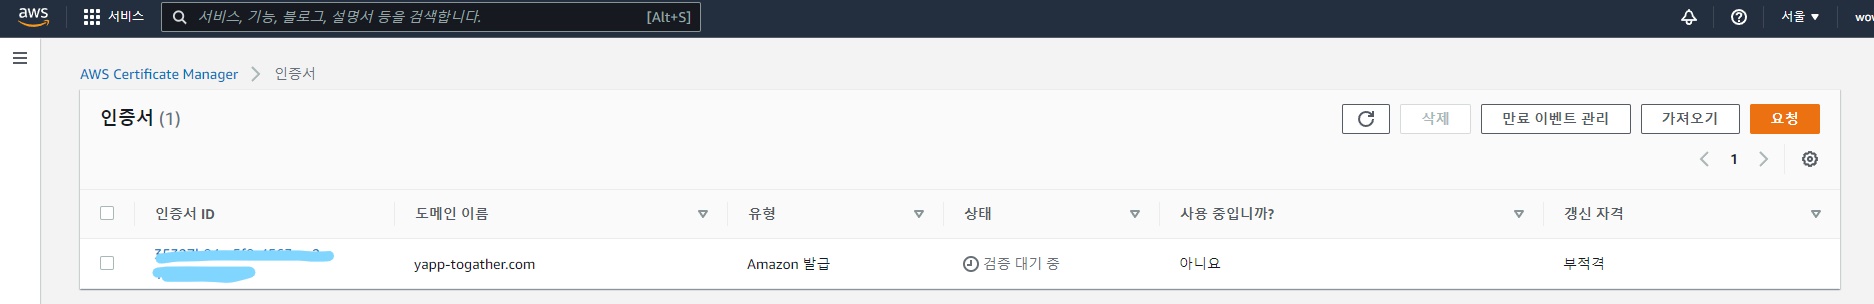 aws 서비스 서비스, 기능, 블로그, 설명서 등을 검색합니다. [Alt+S] 서울
AWS Certificate Manager 인증서
인증서 (1) 삭제 만료 이벤트 관리 가져오기 요청
1
인증서 ID 도메인 이름 유형 상태 사용 중입니까? 갱신 자격
yapp-togather.com Amazon 발급 검증 대기 중 아니요 부적격